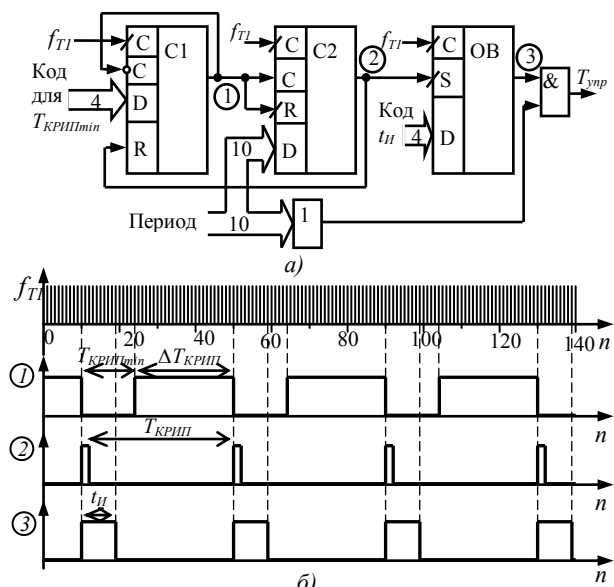 f_T1 C C1 f_T1 C C2 ② f_T1 C ОВ ③
Код C ① C S & T_упр
для 4 D R Код
T_КРИПmin 10 D t_И 4 D
R
Период 10 1
а)
f_T1
0 20 40 60 80 100 120 140 n
① T_КРИПmin ΔT_КРИП n
② T_КРИП n
③ t_И n
б)